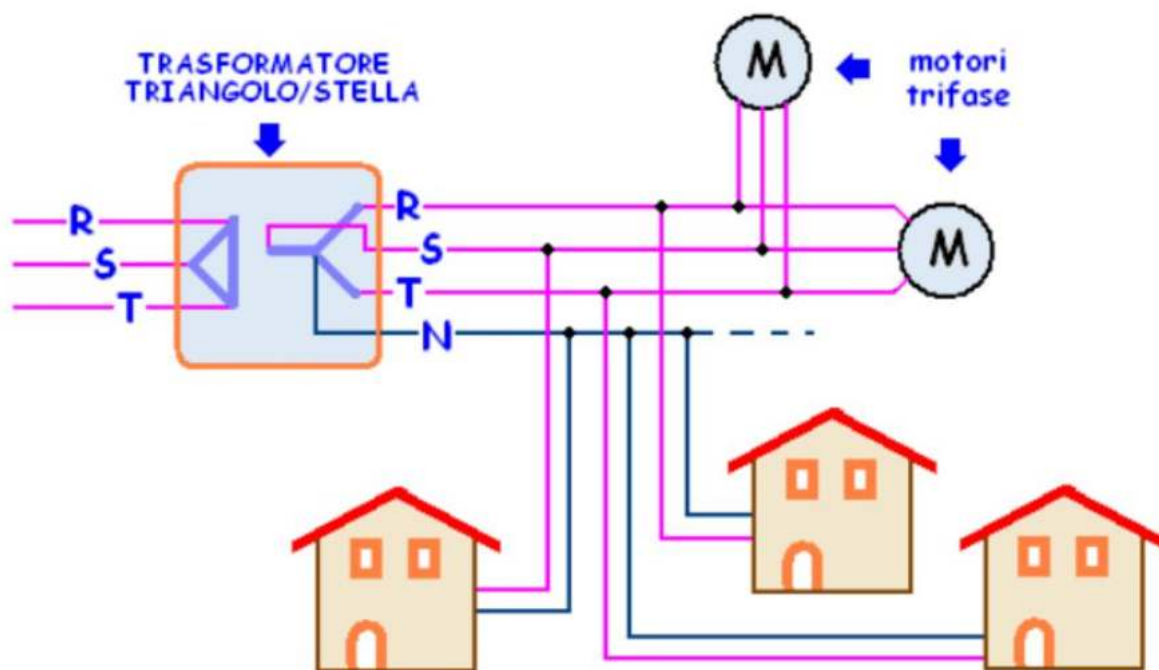 TRASFORMATORE
TRIANGOLO/STELLA
M
motori
trifase
R
S
T
R
S
T
N
M